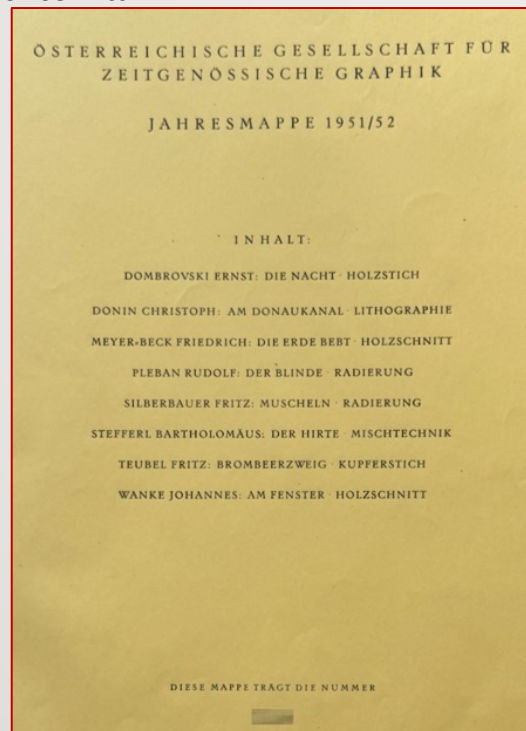 ÖSTERREICHISCHE GESELLSCHAFT FÜR
ZEITGENÖSSISCHE GRAPHIK
JAHRESMAPPE 1951/52
INHALT:
DOMBROVSKI ERNST: DIE NACHT · HOLZSTICH
DONIN CHRISTOPH: AM DONAUKANAL · LITHOGRAPHIE
MEYER-BECK FRIEDRICH: DIE ERDE BEBT · HOLZSCHNITT
PLEBAN RUDOLF: DER BLINDE · RADIERUNG
SILBERBAUER FRITZ: MUSCHELN · RADIERUNG
STEFFERL BARTHOLOMÄUS: DER HIRTE · MISCHTECHNIK
TEUBEL FRITZ: BROMBEERZWEIG · KUPFERSTICH
WANKE JOHANNES: AM FENSTER · HOLZSCHNITT
DIESE MAPPE TRÄGT DIE NUMMER